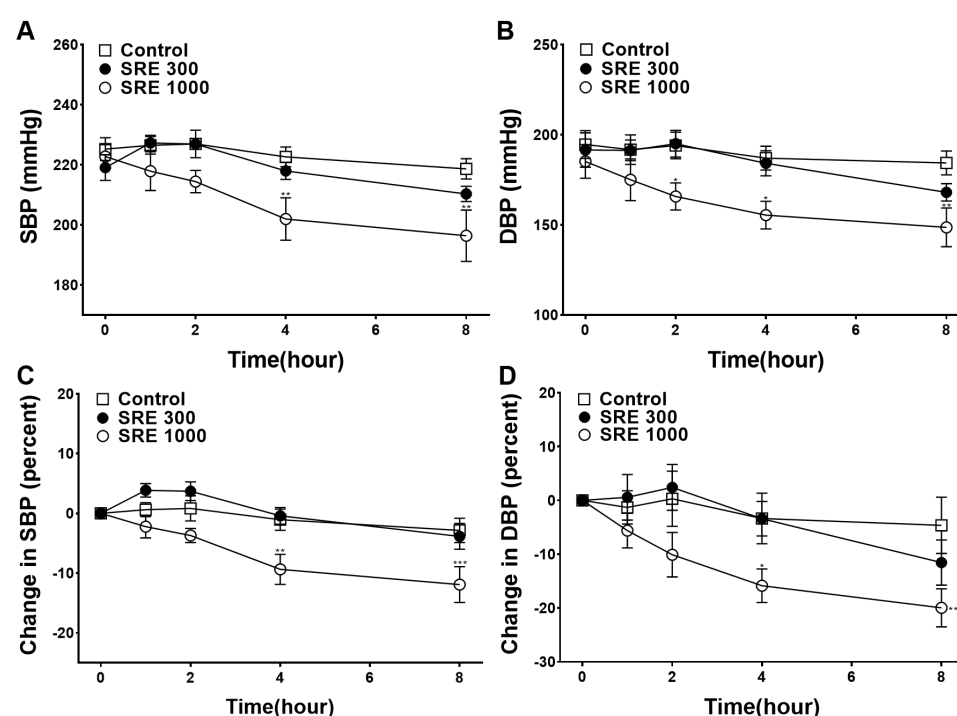 A
SBP (mmHg)
260
240
220
200
180
Control
SRE 300
SRE 1000
**
**
0 2 4 6 8
Time(hour)
B
DBP (mmHg)
250
200
150
100
Control
SRE 300
SRE 1000
*
*
**
0 2 4 6 8
Time(hour)
C
Change in SBP (percent)
20
10
0
-10
-20
Control
SRE 300
SRE 1000
**
***
0 2 4 6 8
Time(hour)
D
Change in DBP (percent)
20
10
0
-10
-20
-30
Control
SRE 300
SRE 1000
*
**
0 2 4 6 8
Time(hour)